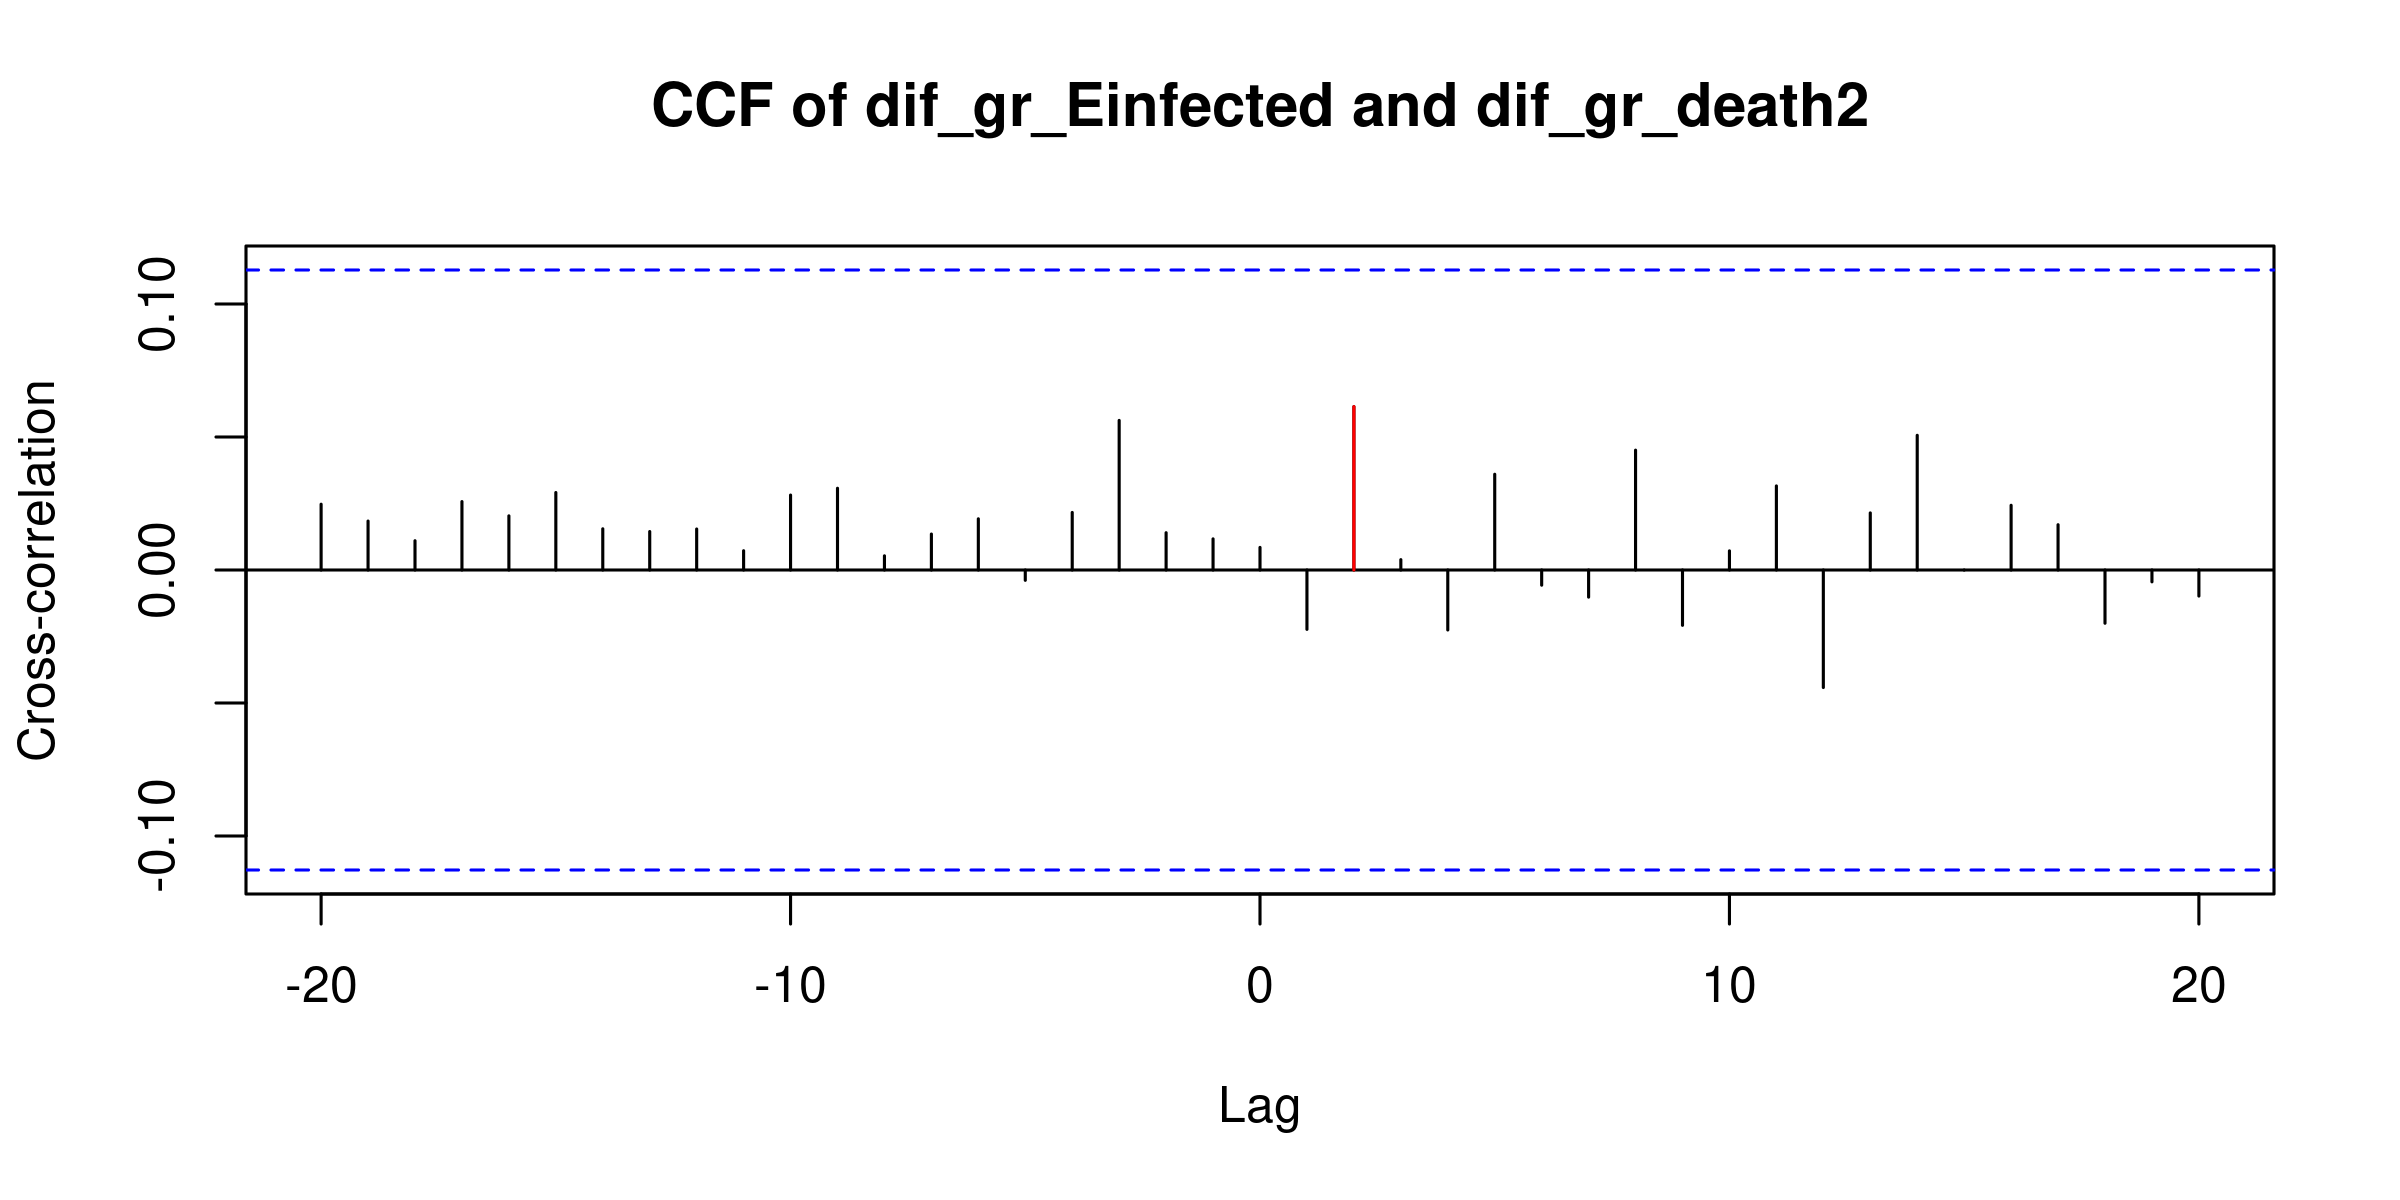 CCF of dif_gr_Einfected and dif_gr_death2
Cross-correlation
0.10
0.00
-0.10
-20 -10 0 10 20
Lag